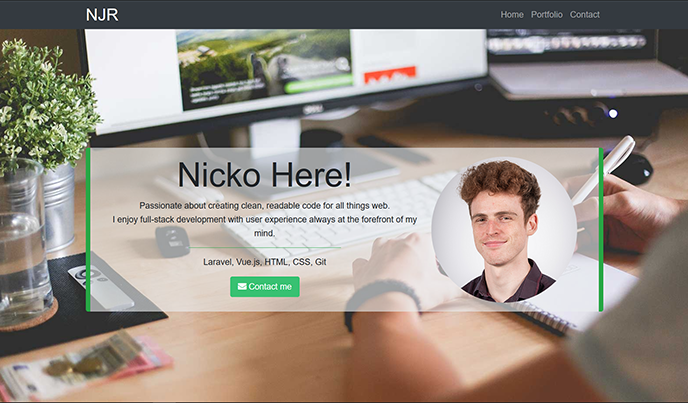 NJR
Home Portfolio Contact
Nicko Here!
Passionate about creating clean, readable code for all things web.
I enjoy full-stack development with user experience always at the forefront of my
mind.
Laravel, Vue.js, HTML, CSS, Git
Contact me